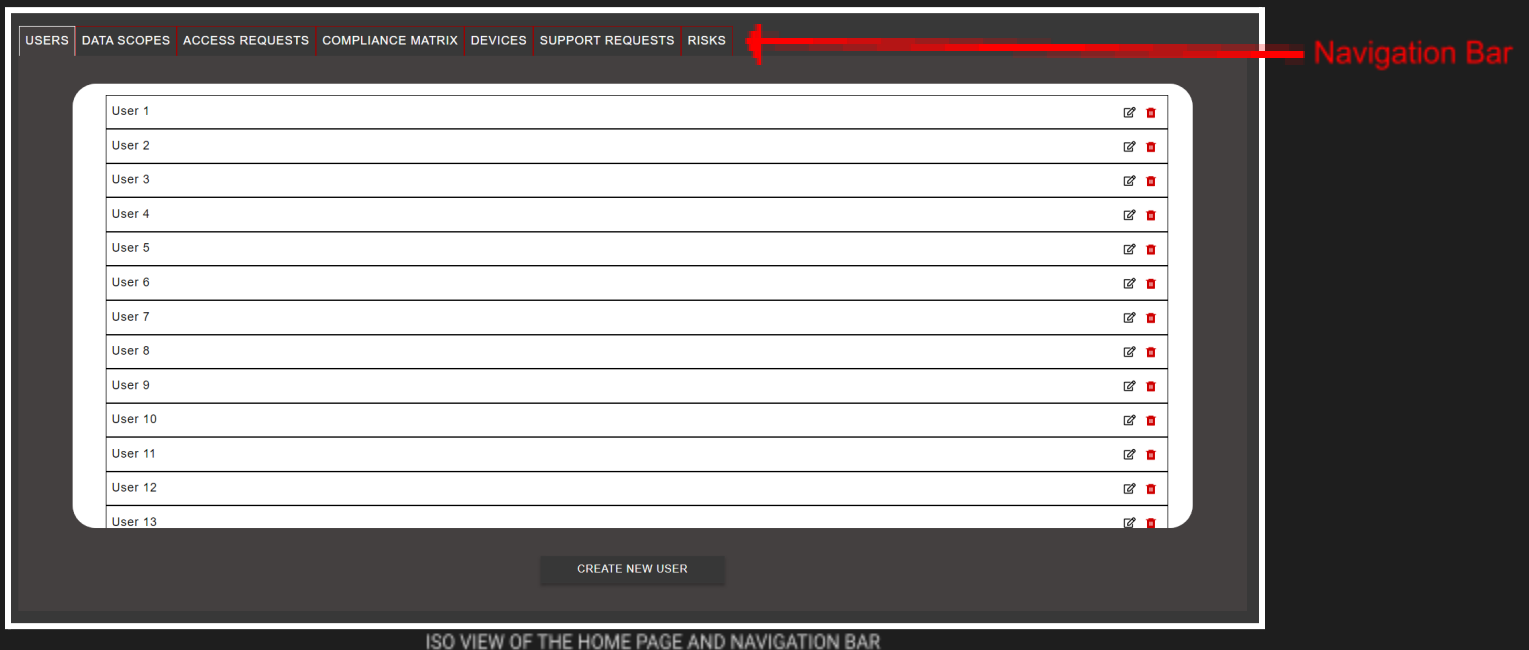 USERS DATA SCOPES ACCESS REQUESTS COMPLIANCE MATRIX DEVICES SUPPORT REQUESTS RISKS
Navigation Bar
User 1
User 2
User 3
User 4
User 5
User 6
User 7
User 8
User 9
User 10
User 11
User 12
User 13
CREATE NEW USER
ISO VIEW OF THE HOME PAGE AND NAVIGATION BAR